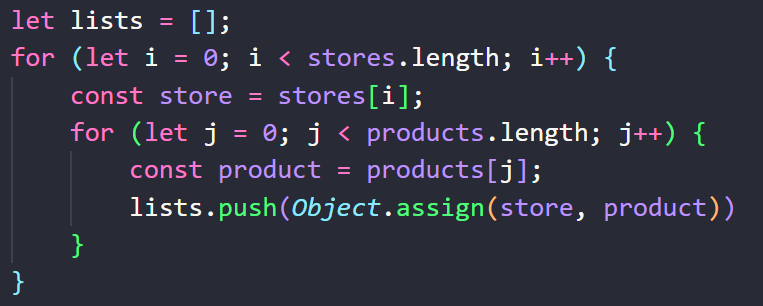 let lists = [];
for (let i = 0; i < stores.length; i++) {
    const store = stores[i];
    for (let j = 0; j < products.length; j++) {
        const product = products[j];
        lists.push(Object.assign(store, product))
    }
}